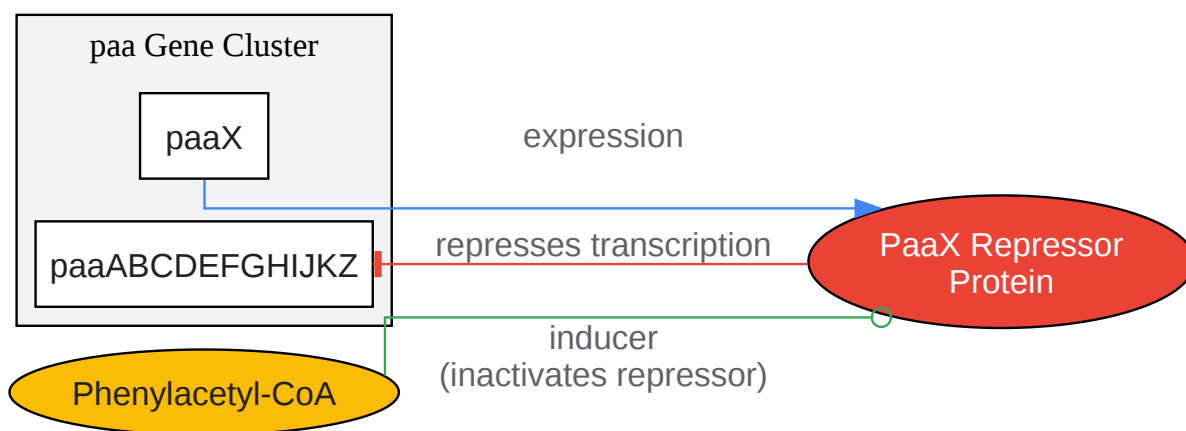 paa Gene Cluster
paaX
expression
paaABCDEFGHIJKZ
represses transcription
PaaX Repressor
Protein
inducer
(inactivates repressor)
Phenylacetyl-CoA